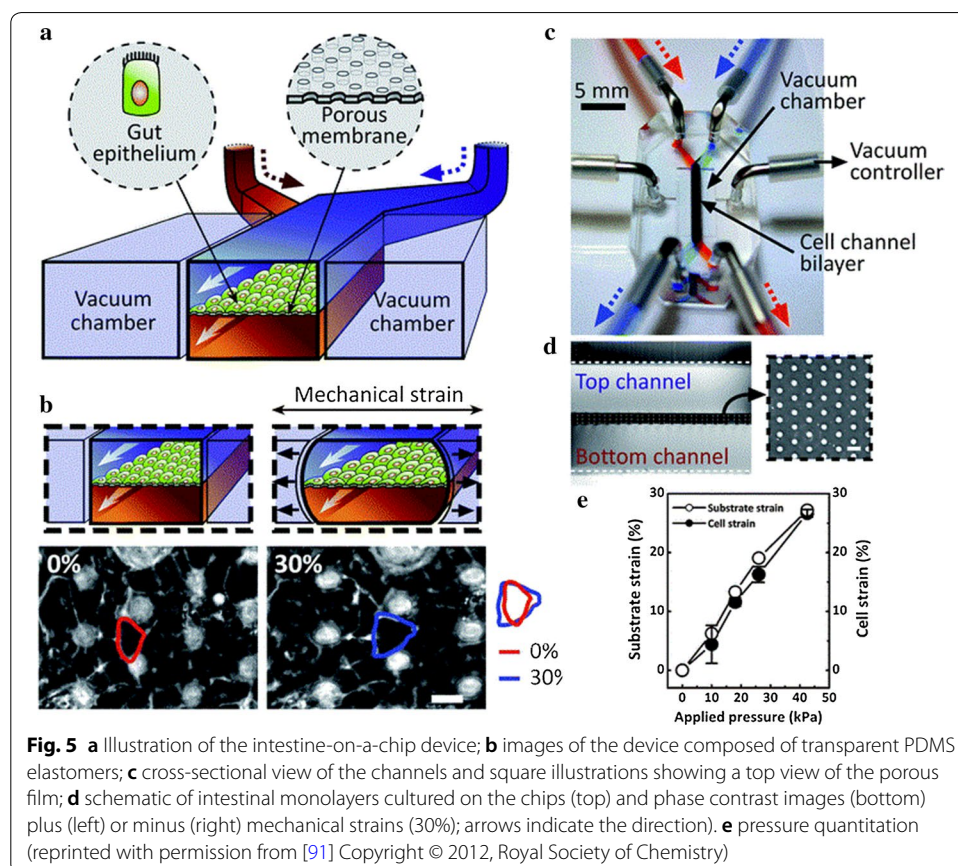 a
Gut
epithelium
Porous
membrane
Vacuum
chamber
Vacuum
chamber
b
Mechanical strain
0%
30%
0%
30%
c
5 mm
Vacuum
chamber
Vacuum
controller
Cell channel
bilayer
d
Top channel
Bottom channel
e
Substrate strain
Cell strain
Substrate strain (%)
30
20
10
0
Cell strain (%)
30
20
10
0
0 10 20 30 40 50
Applied pressure (kPa)
Fig. 5 a Illustration of the intestine-on-a-chip device; b images of the device composed of transparent PDMS
elastomers; c cross-sectional view of the channels and square illustrations showing a top view of the porous
film; d schematic of intestinal monolayers cultured on the chips (top) and phase contrast images (bottom)
plus (left) or minus (right) mechanical strains (30%); arrows indicate the direction). e pressure quantitation
(reprinted with permission from [91] Copyright © 2012, Royal Society of Chemistry)